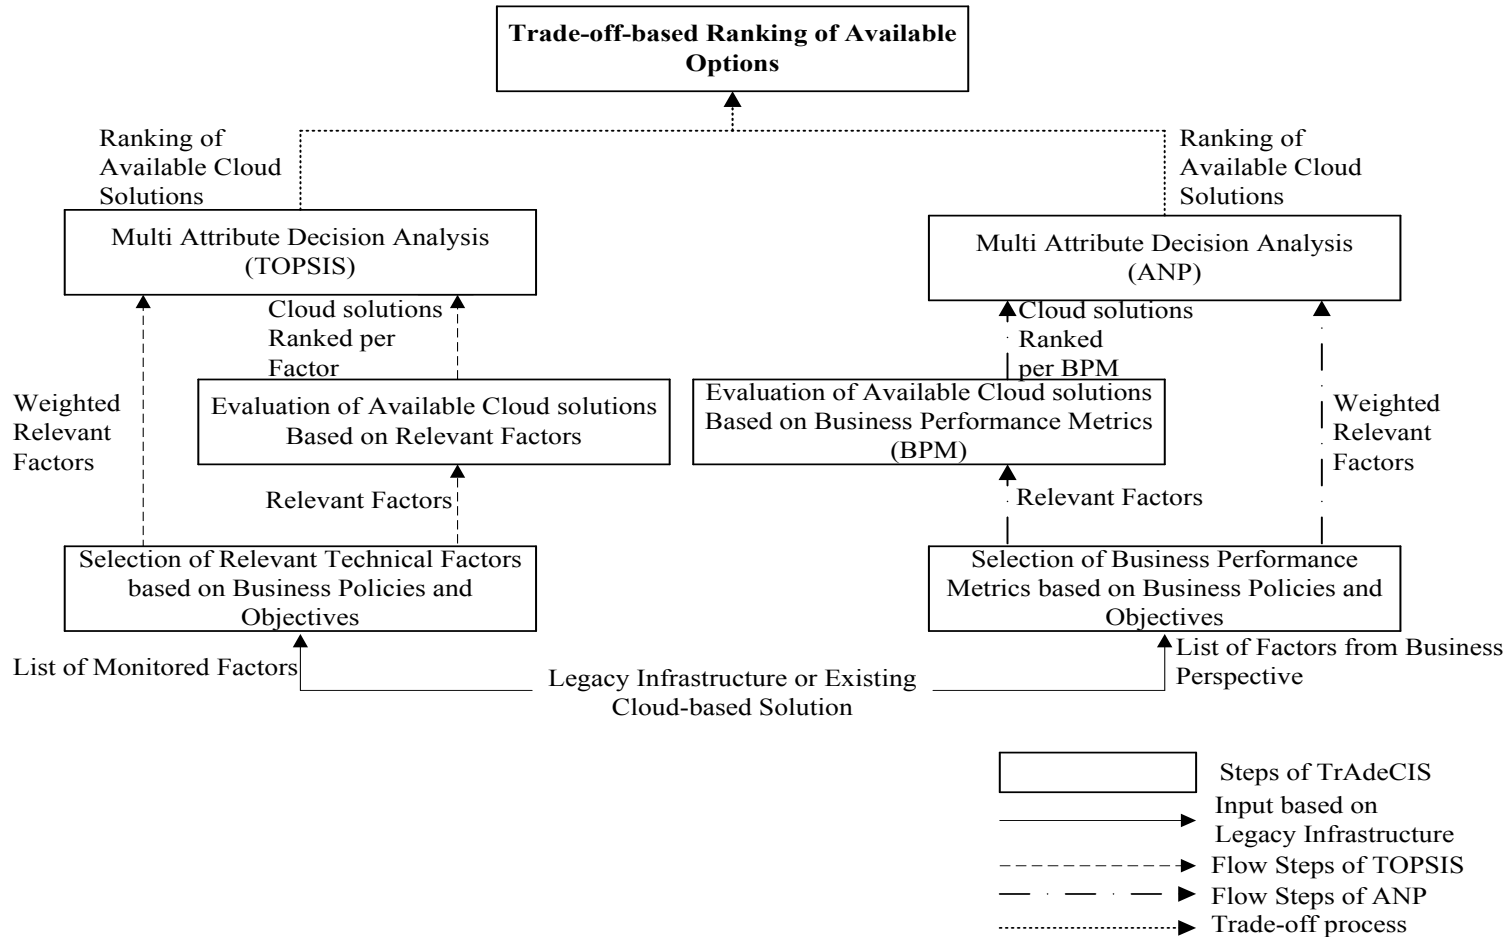 Trade-off-based Ranking of Available
Options
Ranking of
Available Cloud
Solutions
Ranking of
Available Cloud
Solutions
Multi Attribute Decision Analysis
(TOPSIS)
Multi Attribute Decision Analysis
(ANP)
Cloud solutions
Ranked per
Factor
Cloud solutions
Ranked
per BPM
Weighted
Relevant
Factors
Evaluation of Available Cloud solutions
Based on Relevant Factors
Evaluation of Available Cloud solutions
Based on Business Performance Metrics
(BPM)
Weighted
Relevant
Factors
Relevant Factors
Relevant Factors
Selection of Relevant Technical Factors
based on Business Policies and
Objectives
Selection of Business Performance
Metrics based on Business Policies and
Objectives
List of Monitored Factors
Legacy Infrastructure or Existing
Cloud-based Solution
List of Factors from Business
Perspective
Steps of TrAdeCIS
Input based on
Legacy Infrastructure
Flow Steps of TOPSIS
Flow Steps of ANP
Trade-off process